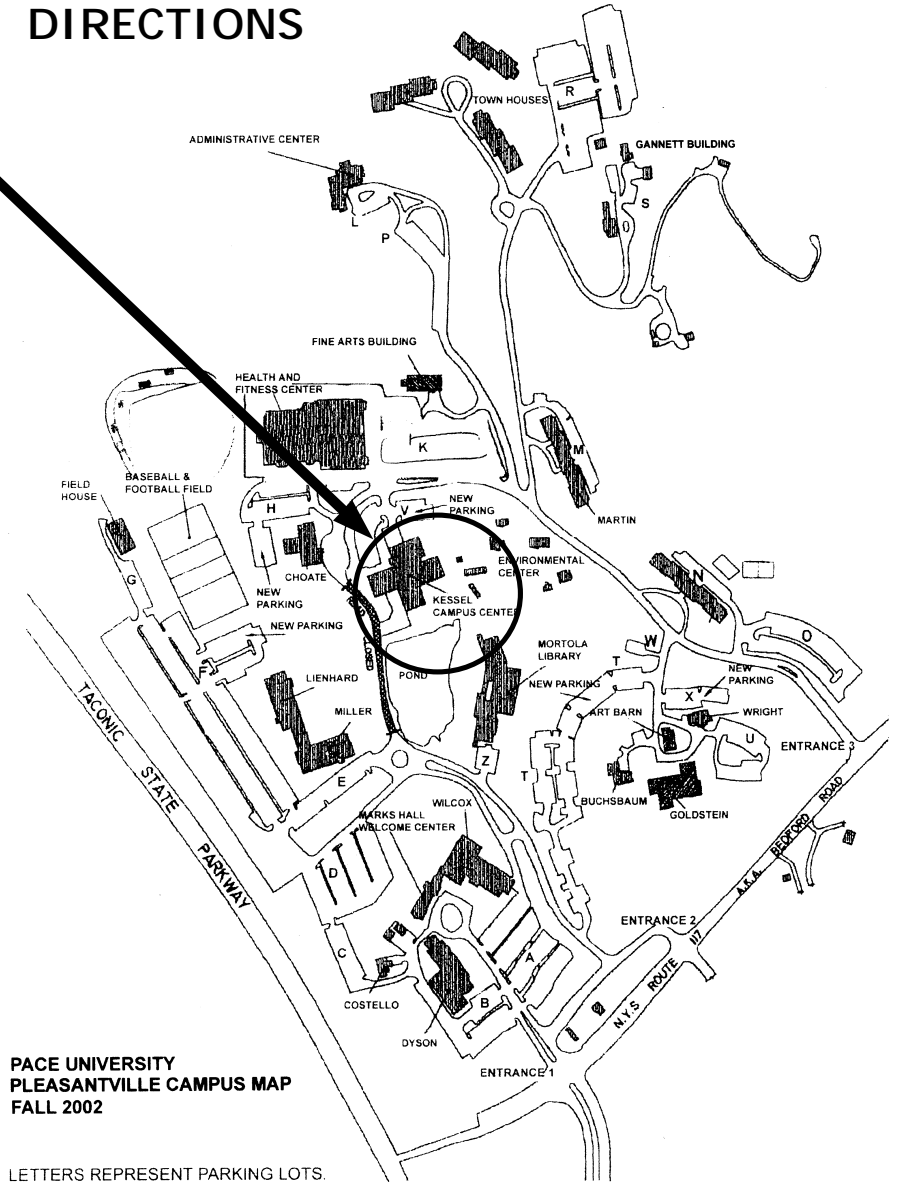 DIRECTIONS
TOWN HOUSES
R
ADMINISTRATIVE CENTER
GANNETT BUILDING
S
L
P
FINE ARTS BUILDING
HEALTH AND
FITNESS CENTER
K
M
BASEBALL &
FOOTBALL FIELD
FIELD
HOUSE
H
V
NEW
PARKING
MARTIN
CHOATE
ENVIRONMENTAL
CENTER
N
G
NEW
PARKING
KESSEL
CAMPUS CENTER
NEW PARKING
ROAD
CLOSED
F
MORTOLA
LIBRARY
W
O
T
LIENHARD
POND
NEW PARKING
NEW
PARKING
X
MILLER
ART BARN
WRIGHT
U
ENTRANCE 3
Z
T
E
BUCHSBAUM
GOLDSTEIN
WILCOX
MARKS HALL
WELCOME CENTER
D
TACONIC STATE PARKWAY
A.K.A. BEDFORD ROAD
ENTRANCE 2
C
A
N.Y.S ROUTE 117
COSTELLO
B
DYSON
ENTRANCE 1
PACE UNIVERSITY
PLEASANTVILLE CAMPUS MAP
FALL 2002
LETTERS REPRESENT PARKING LOTS.